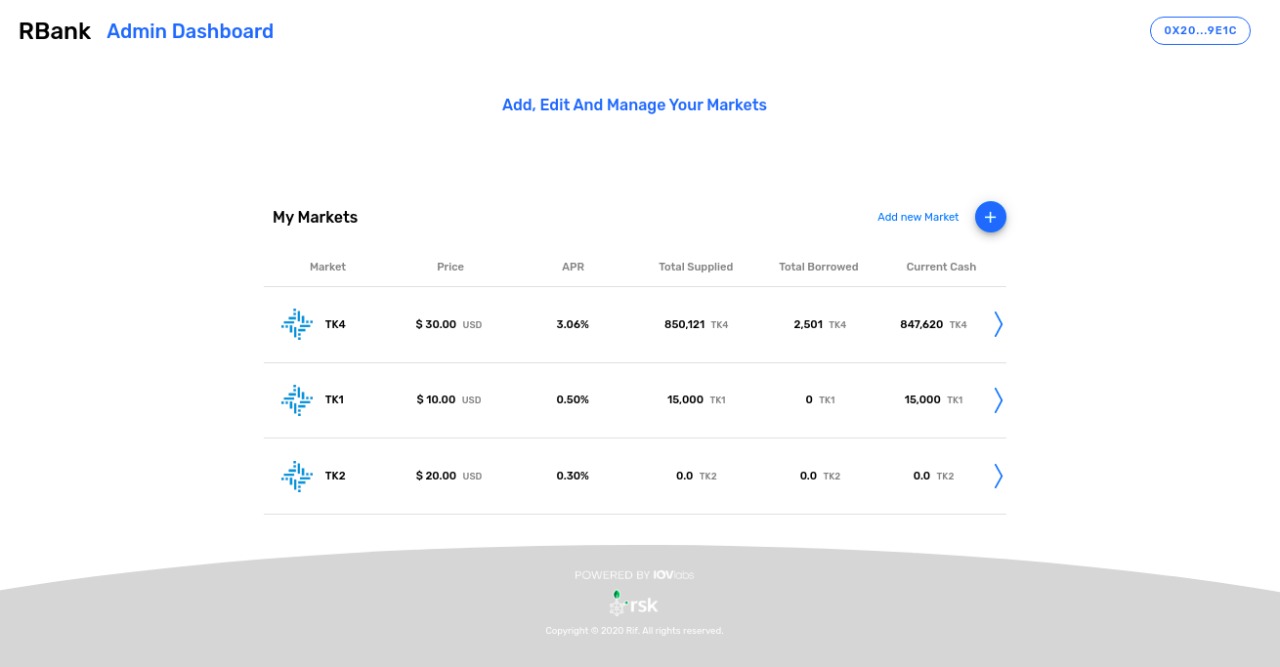 RBank Admin Dashboard 0X20...9E1C
Add, Edit And Manage Your Markets
My Markets Add new Market +
Market Price APR Total Supplied Total Borrowed Current Cash
TK4 $ 30.00 USD 3.06% 850,121 TK4 2,501 TK4 847,620 TK4
TK1 $ 10.00 USD 0.50% 15,000 TK1 0 TK1 15,000 TK1
TK2 $ 20.00 USD 0.30% 0.0 TK2 0.0 TK2 0.0 TK2
POWERED BY IOVlabs
rsk
Copyright © 2020 Rif. All rights reserved.